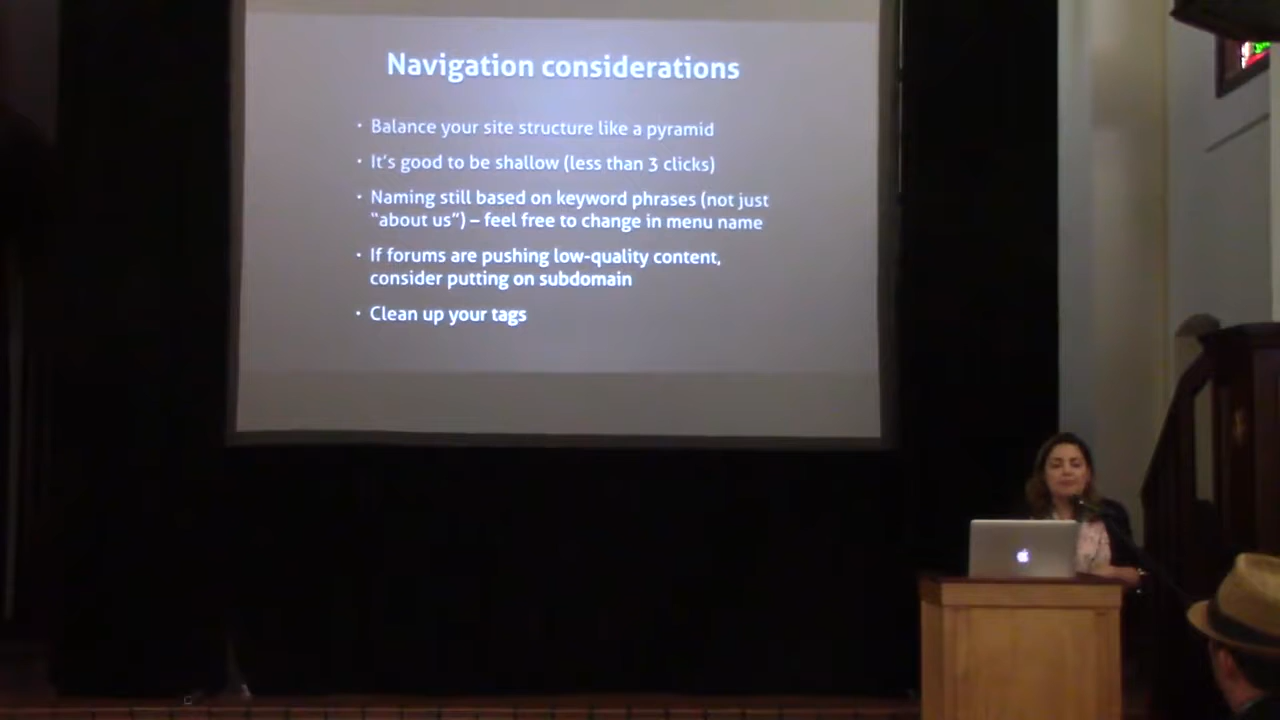 Navigation considerations
• Balance your site structure like a pyramid
• It's good to be shallow (less than 3 clicks)
• Naming still based on keyword phrases (not just
“about us”) – feel free to change in menu name
• If forums are pushing low-quality content,
consider putting on subdomain
• Clean up your tags